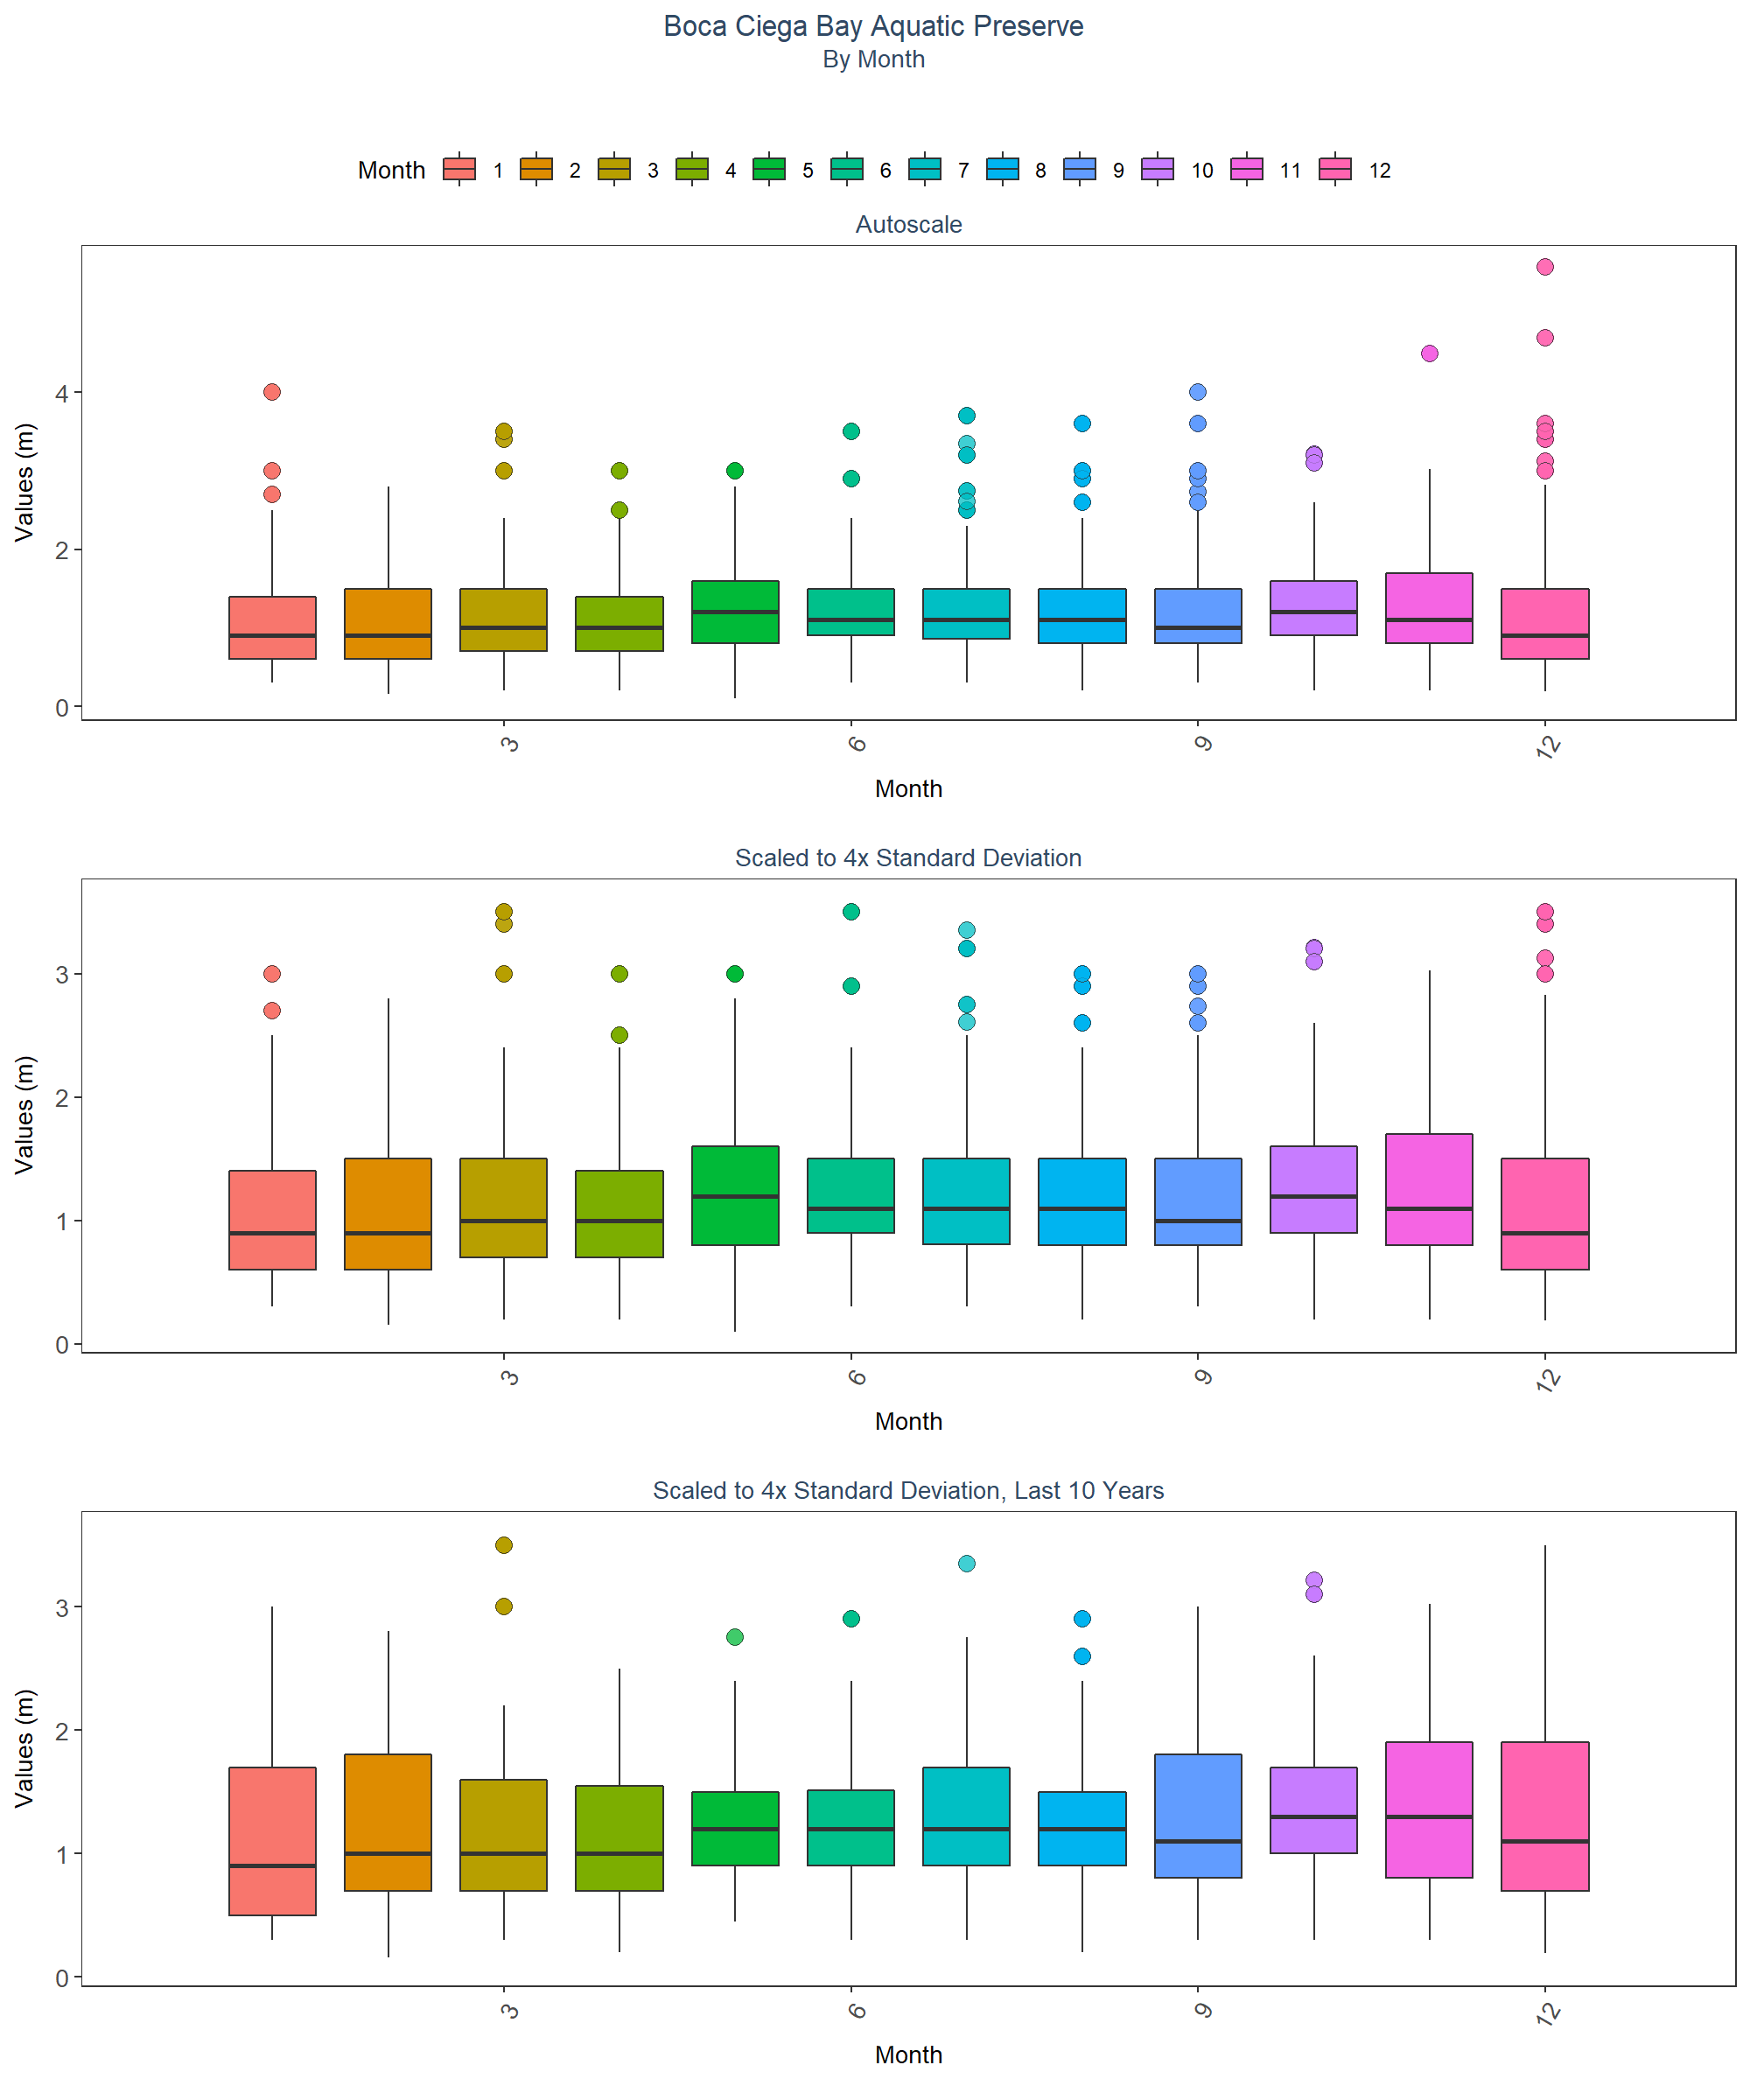 Boca Ciega Bay Aquatic Preserve
By Month
Month 1 2 3 4 5 6 7 8 9 10 11 12
Autoscale
Values (m)
4
2
0
3 6 9 12
Month
Scaled to 4x Standard Deviation
Values (m)
3
2
1
0
3 6 9 12
Month
Scaled to 4x Standard Deviation, Last 10 Years
Values (m)
3
2
1
0
3 6 9 12
Month